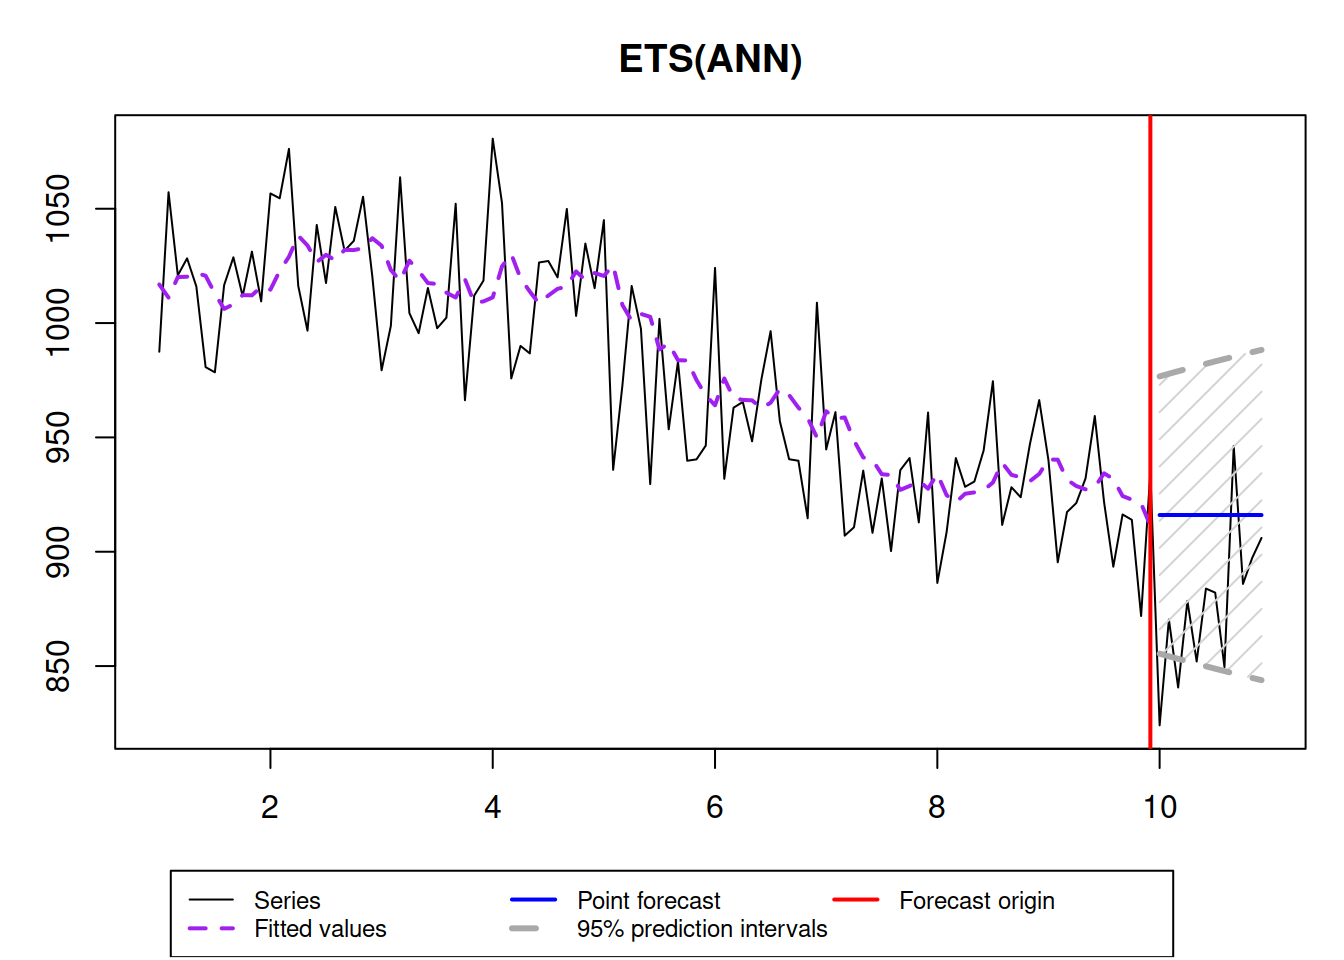 ETS(ANN)
1050
1000
950
900
850
2 4 6 8 10
Series Point forecast Forecast origin
Fitted values 95% prediction intervals